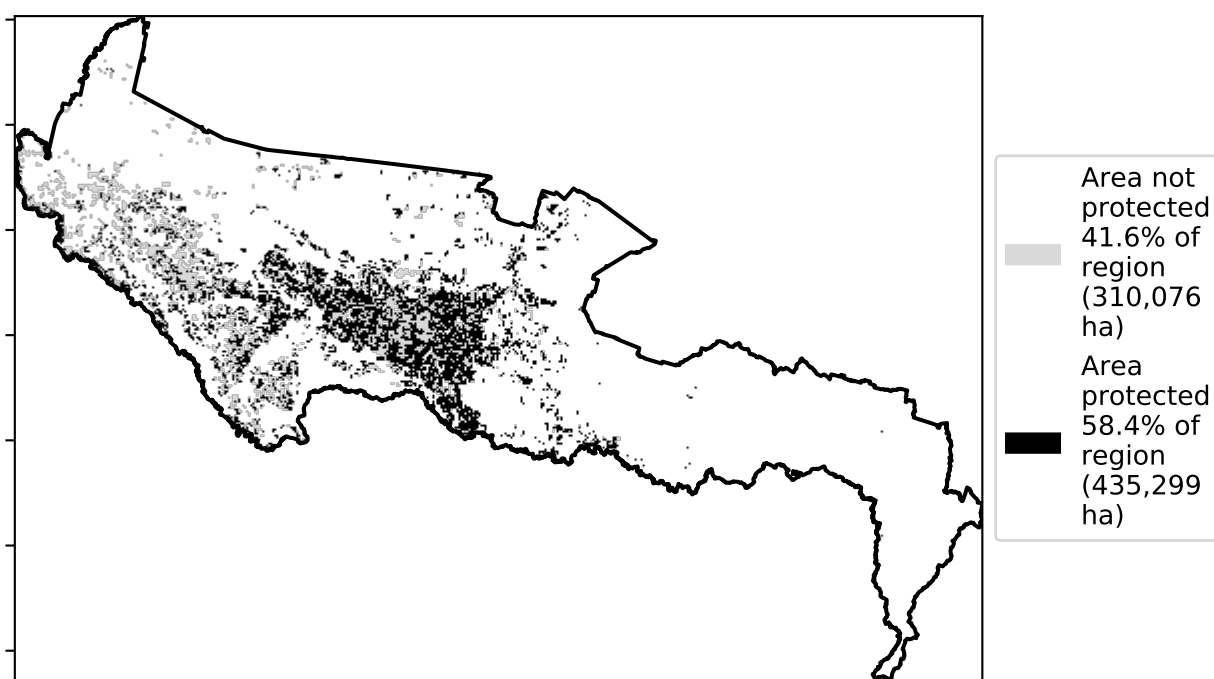 Area not
protected
41.6% of
region
(310,076
ha)
Area
protected
58.4% of
region
(435,299
ha)